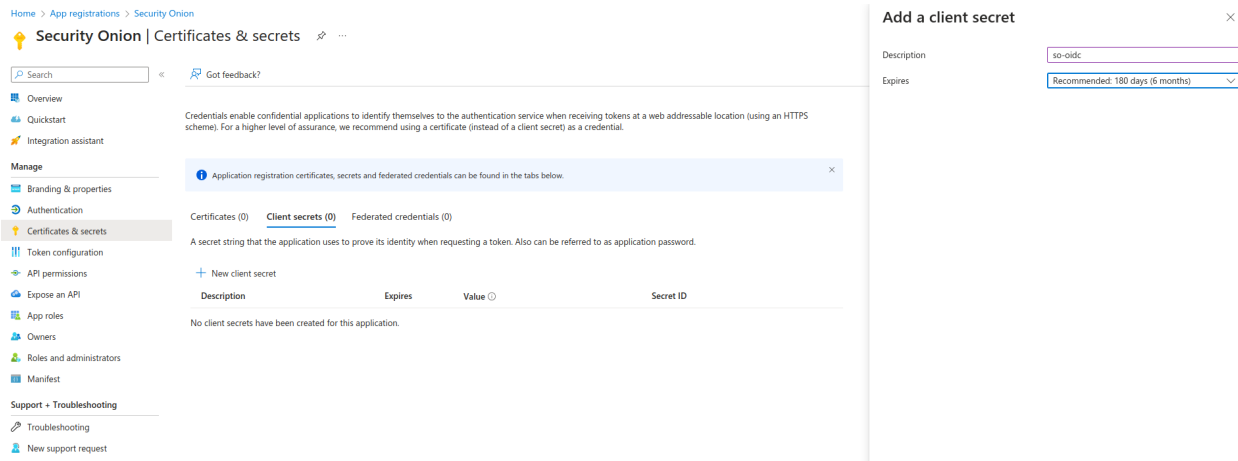 Home > App registrations > Security Onion
Security Onion | Certificates & secrets
Search
Overview
Quickstart
Integration assistant
Manage
Branding & properties
Authentication
Certificates & secrets
Token configuration
API permissions
Expose an API
App roles
Owners
Roles and administrators
Manifest
Support + Troubleshooting
Troubleshooting
New support request
Got feedback?
Credentials enable confidential applications to identify themselves to the authentication service when receiving tokens at a web addressable location (using an HTTPS
scheme). For a higher level of assurance, we recommend using a certificate (instead of a client secret) as a credential.
Application registration certificates, secrets and federated credentials can be found in the tabs below.
Certificates (0) Client secrets (0) Federated credentials (0)
A secret string that the application uses to prove its identity when requesting a token. Also can be referred to as application password.
New client secret
Description Expires Value Secret ID
No client secrets have been created for this application.
Add a client secret
Description so-oidc
Expires Recommended: 180 days (6 months)